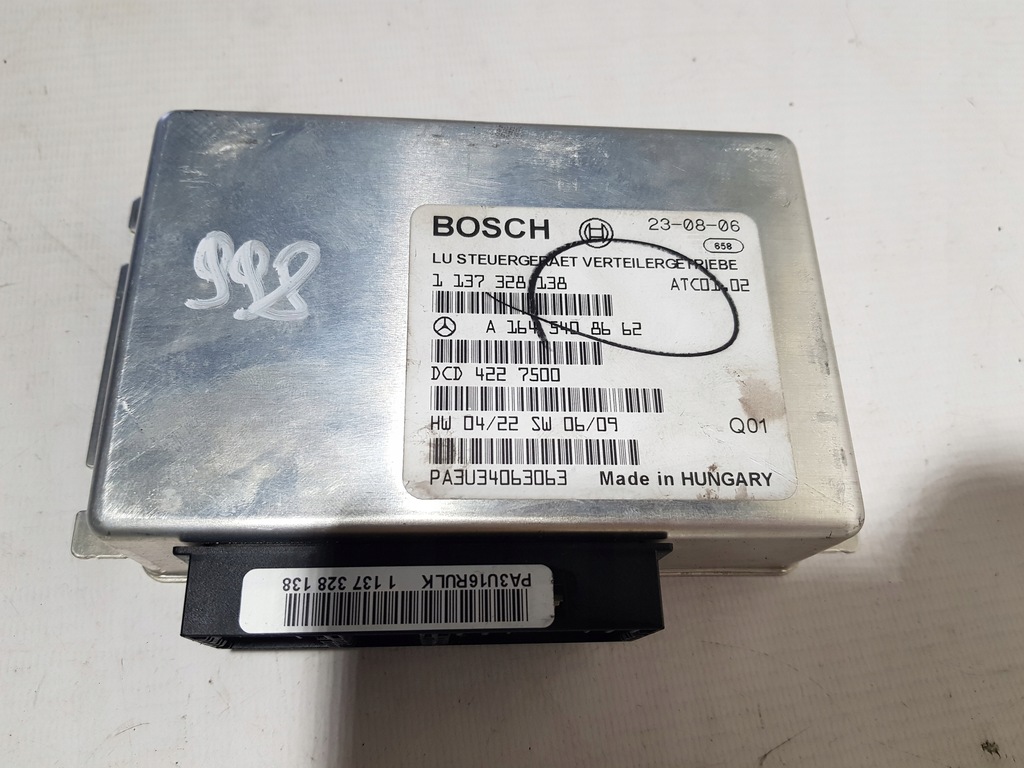 998
BOSCH 23-08-06
658
LU STEUERGERAET VERTEILERGETRIEBE
1 137 328 138 ATC01.02
A 164 540 86 62
DCD 422 7500
HW 04/22 SW 06/09 Q01
PA3U34063063 Made in HUNGARY
PA3U16RULK 1 137 328 138